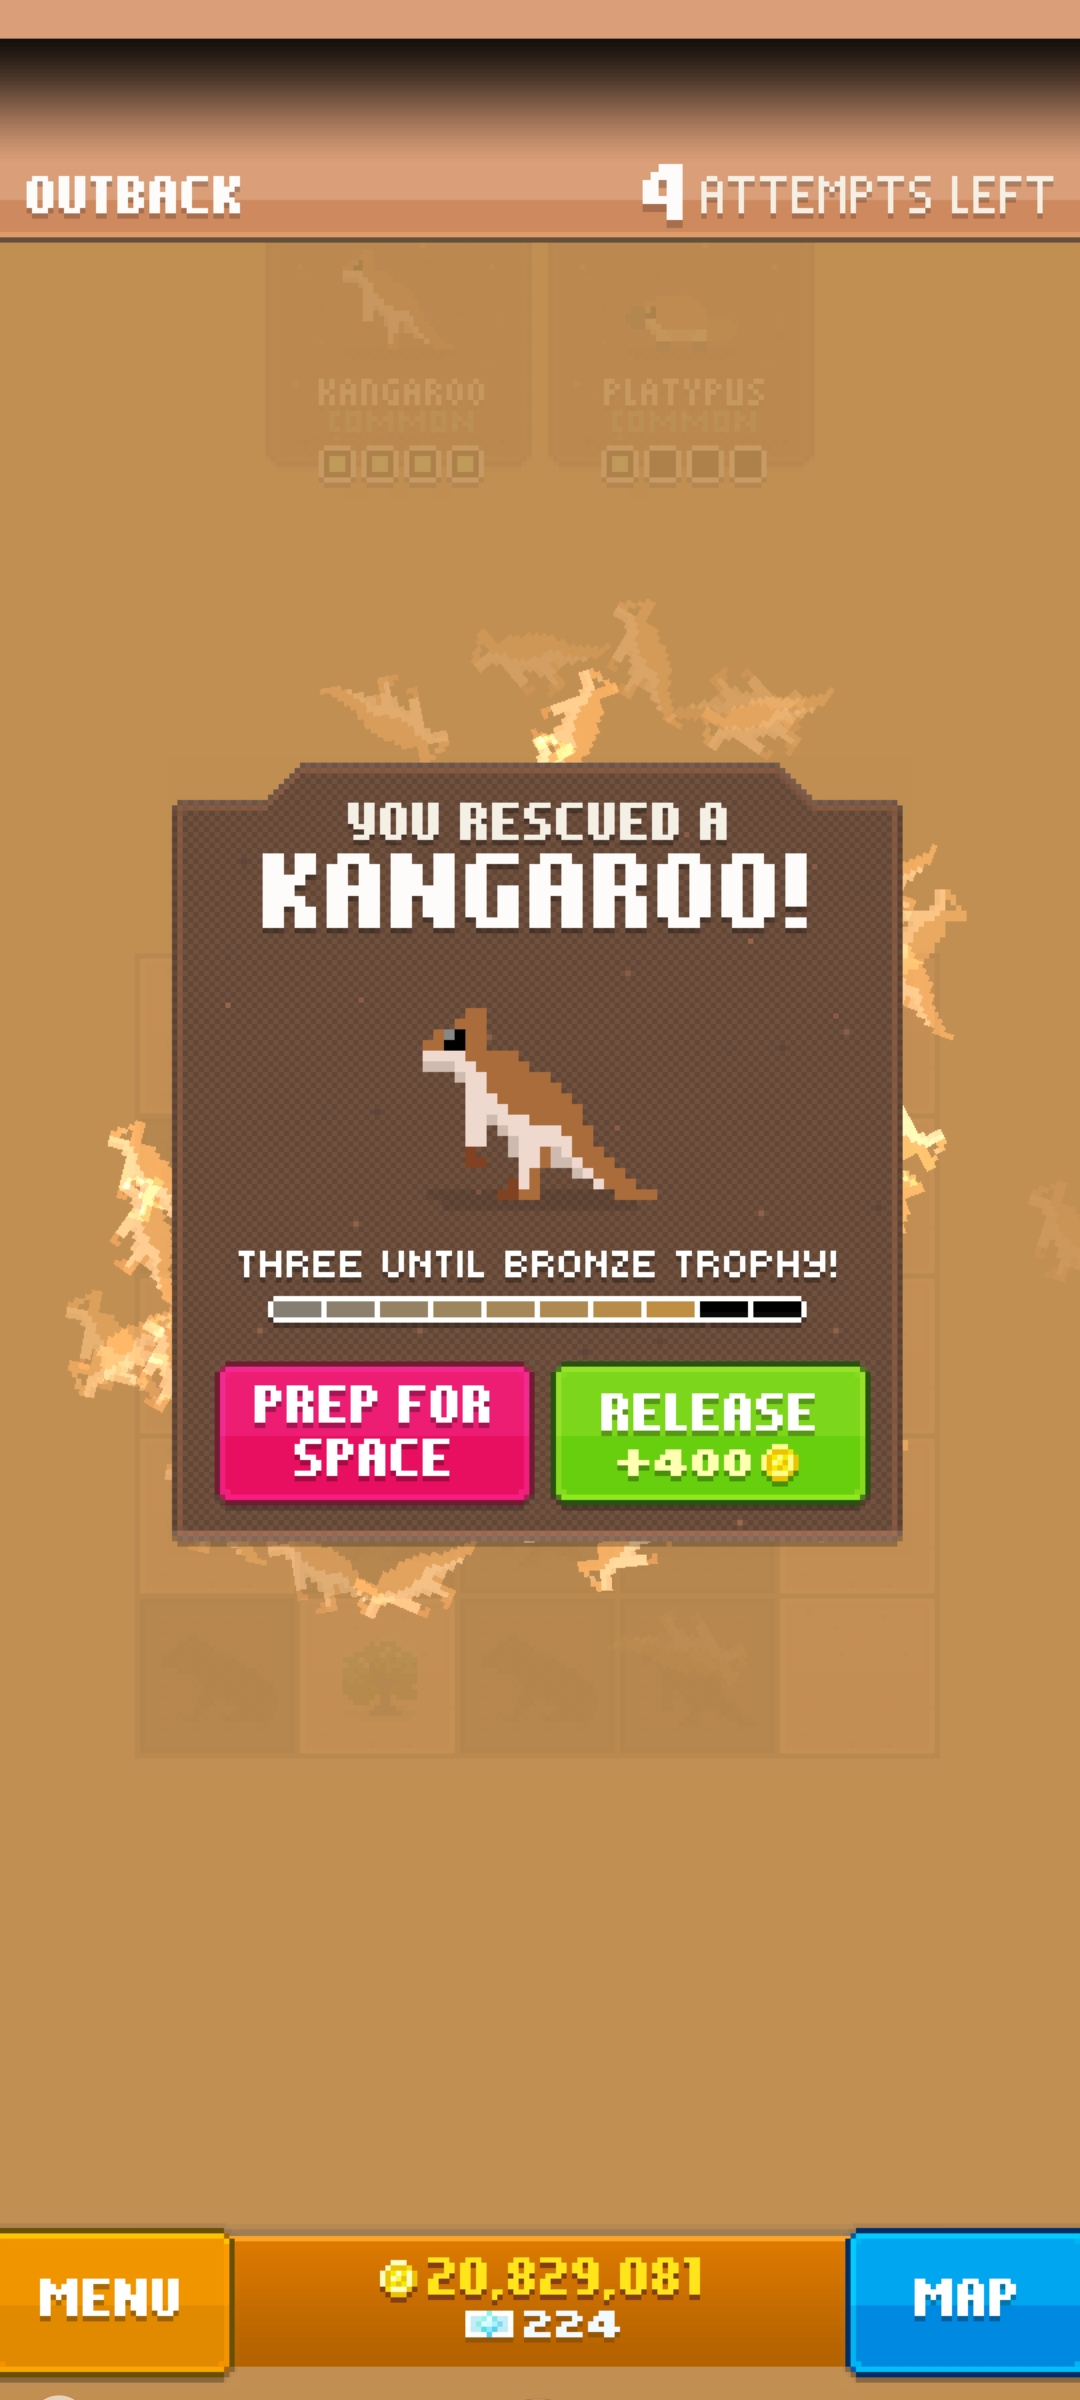 OUTBACK
4 ATTEMPTS LEFT
KANGAROO
COMMON
PLATYPUS
COMMON
YOU RESCUED A
KANGAROO!
THREE UNTIL BRONZE TROPHY!
PREP FOR
SPACE
RELEASE
+400
MENU
20,829,081
224
MAP